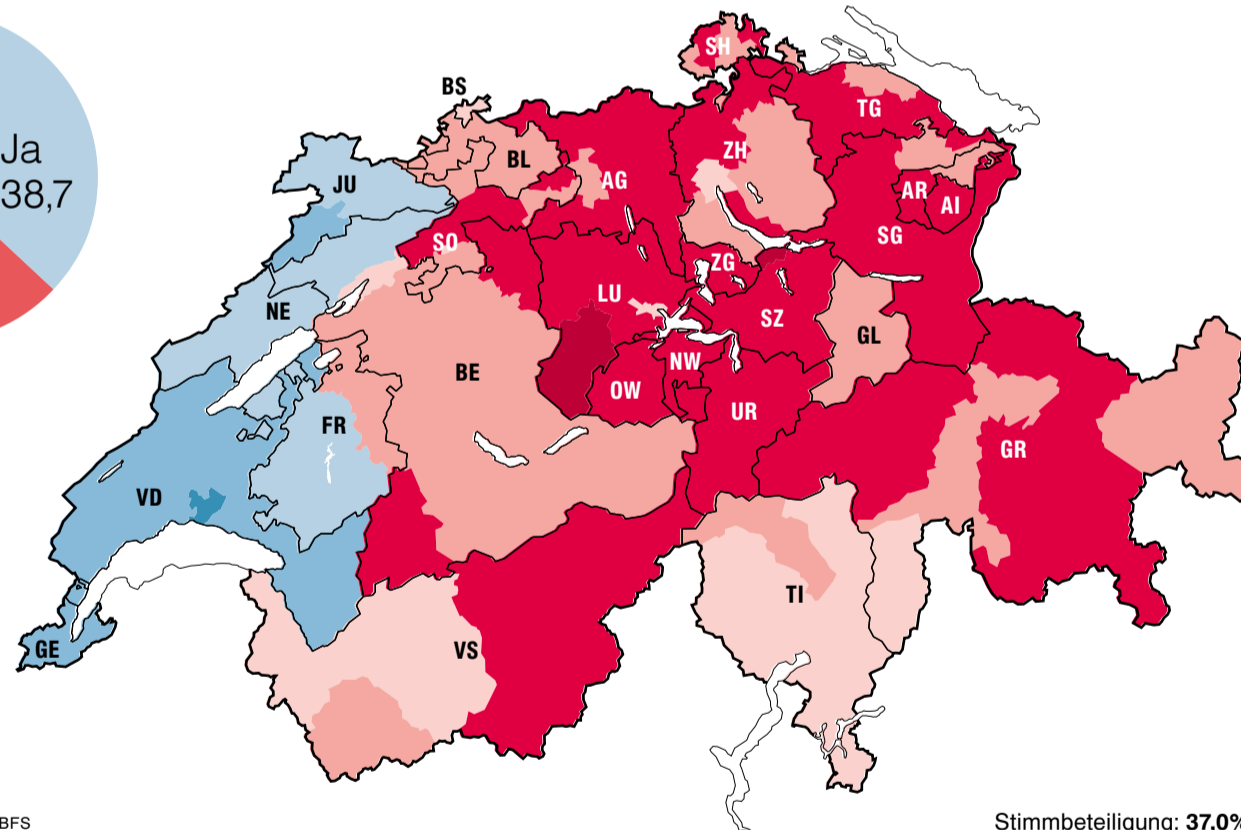 SH
BS
TG
Ja
38,7
ZH
BL
AG
JU
AR
AI
SG
SO
ZG
LU
NE
SZ
GL
NW
BE
OW
UR
FR
GR
VD
TI
GE
VS
BFS
Stimmbeteiligung: 37.0%